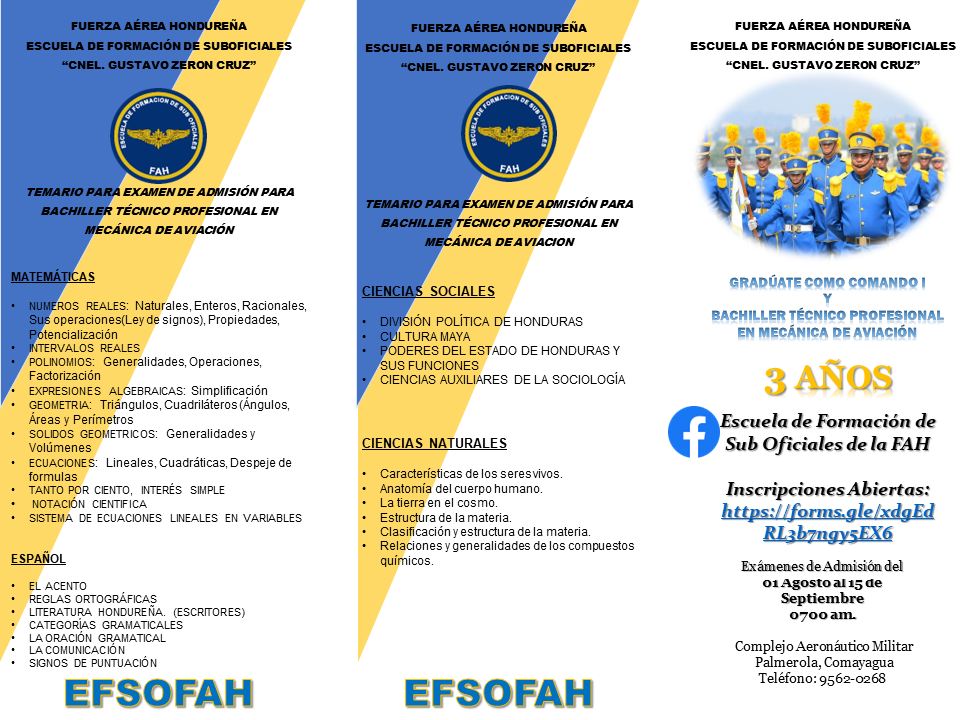 FUERZA AÉREA HONDUREÑA
ESCUELA DE FORMACIÓN DE SUBOFICIALES
“CNEL. GUSTAVO ZERON CRUZ”
ESCUELA DE FORMACION DE SUB OFICIALES
FAH
TEMARIO PARA EXAMEN DE ADMISIÓN PARA
BACHILLER TÉCNICO PROFESIONAL EN
MECÁNICA DE AVIACIÓN
MATEMÁTICAS
• NUMEROS REALES: Naturales, Enteros, Racionales,
Sus operaciones(Ley de signos), Propiedades,
Potencialización
• INTERVALOS REALES
• POLINOMIOS: Generalidades, Operaciones,
Factorización
• EXPRESIONES ALGEBRAICAS: Simplificación
• GEOMETRIA: Triángulos, Cuadriláteros (Ángulos,
Áreas y Perímetros
• SOLIDOS GEOMETRICOS: Generalidades y
Volúmenes
• ECUACIONES: Lineales, Cuadráticas, Despeje de
formulas
• TANTO POR CIENTO, INTERÉS SIMPLE
• NOTACIÓN CIENTIFICA
• SISTEMA DE ECUACIONES LINEALES EN VARIABLES
ESPAÑOL
• EL ACENTO
• REGLAS ORTOGRÁFICAS
• LITERATURA HONDUREÑA. (ESCRITORES)
• CATEGORÍAS GRAMATICALES
• LA ORACIÓN GRAMATICAL
• LA COMUNICACIÓN
• SIGNOS DE PUNTUACIÓN
EFSOFAH
FUERZA AÉREA HONDUREÑA
ESCUELA DE FORMACIÓN DE SUBOFICIALES
“CNEL. GUSTAVO ZERON CRUZ”
ESCUELA DE FORMACION DE SUB OFICIALES
FAH
TEMARIO PARA EXAMEN DE ADMISIÓN PARA
BACHILLER TÉCNICO PROFESIONAL EN
MECÁNICA DE AVIACION
CIENCIAS SOCIALES
• DIVISIÓN POLÍTICA DE HONDURAS
• CULTURA MAYA
• PODERES DEL ESTADO DE HONDURAS Y
SUS FUNCIONES
• CIENCIAS AUXILIARES DE LA SOCIOLOGÍA
CIENCIAS NATURALES
• Características de los seres vivos.
• Anatomía del cuerpo humano.
• La tierra en el cosmo.
• Estructura de la materia.
• Clasificación y estructura de la materia.
• Relaciones y generalidades de los compuestos
químicos.
EFSOFAH
FUERZA AÉREA HONDUREÑA
ESCUELA DE FORMACIÓN DE SUBOFICIALES
“CNEL. GUSTAVO ZERON CRUZ”
GRADÚATE COMO COMANDO I
Y
BACHILLER TÉCNICO PROFESIONAL
EN MECÁNICA DE AVIACIÓN
3 AÑOS
Escuela de Formación de
Sub Oficiales de la FAH
Inscripciones Abiertas:
https://forms.gle/xdgEd
RL3b7ngy5EX6
Exámenes de Admisión del
01 Agosto al 15 de
Septiembre
0700 am.
Complejo Aeronáutico Militar
Palmerola, Comayagua
Teléfono: 9562-0268